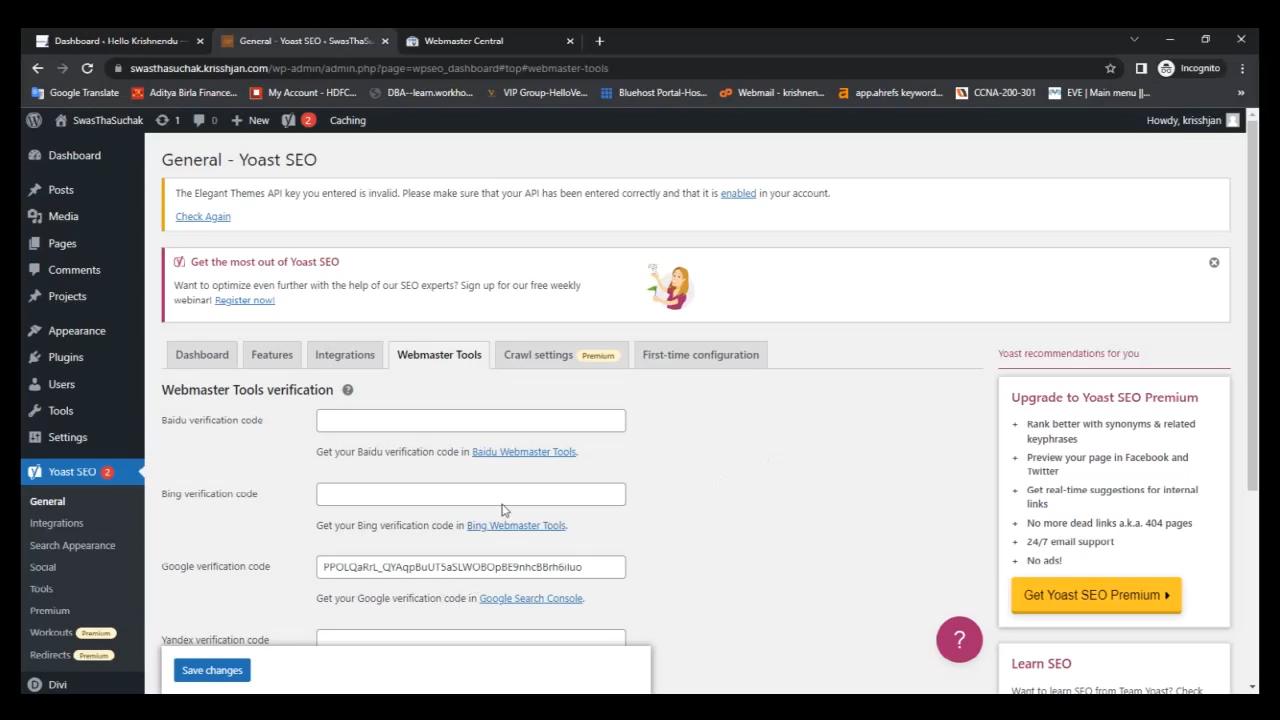 Dashboard ‹ Hello Krishnendu —
General - Yoast SEO ‹ SwasThaSu
Webmaster Central
swasthasuchak.krisshjan.com/wp-admin/admin.php?page=wpseo_dashboard#top#webmaster-tools
Incognito
Google Translate
Aditya Birla Finance...
My Account - HDFC...
DBA--learn.workho...
VIP Group-HelloVe...
Bluehost Portal-Hos...
Webmail - krishnen...
app.ahrefs keyword...
CCNA-200-301
EVE | Main menu ||...
SwasThaSuchak
1
0
New
2
Caching
Howdy, krisshjan
Dashboard
Posts
Media
Pages
Comments
Projects
Appearance
Plugins
Users
Tools
Settings
Yoast SEO 2
General
Integrations
Search Appearance
Social
Tools
Premium
Workouts Premium
Redirects Premium
Divi
General - Yoast SEO
The Elegant Themes API key you entered is invalid. Please make sure that your API has been entered correctly and that it is enabled in your account.
Check Again
Get the most out of Yoast SEO
Want to optimize even further with the help of our SEO experts? Sign up for our free weekly
webinar! Register now!
Dashboard
Features
Integrations
Webmaster Tools
Crawl settings Premium
First-time configuration
Webmaster Tools verification
Baidu verification code
Get your Baidu verification code in Baidu Webmaster Tools.
Bing verification code
Get your Bing verification code in Bing Webmaster Tools.
Google verification code
PPOLQaRrL_QYAqpBuUT5aSLWOBOpBE9nhcBBrh6iIuo
Get your Google verification code in Google Search Console.
Yandex verification code
Save changes
Yoast recommendations for you
Upgrade to Yoast SEO Premium
+ Rank better with synonyms & related
keyphrases
+ Preview your page in Facebook and
Twitter
+ Get real-time suggestions for internal
links
+ No more dead links a.k.a. 404 pages
+ 24/7 email support
+ No ads!
Get Yoast SEO Premium
?
Learn SEO
Want to learn SEO from Team Yoast? Check